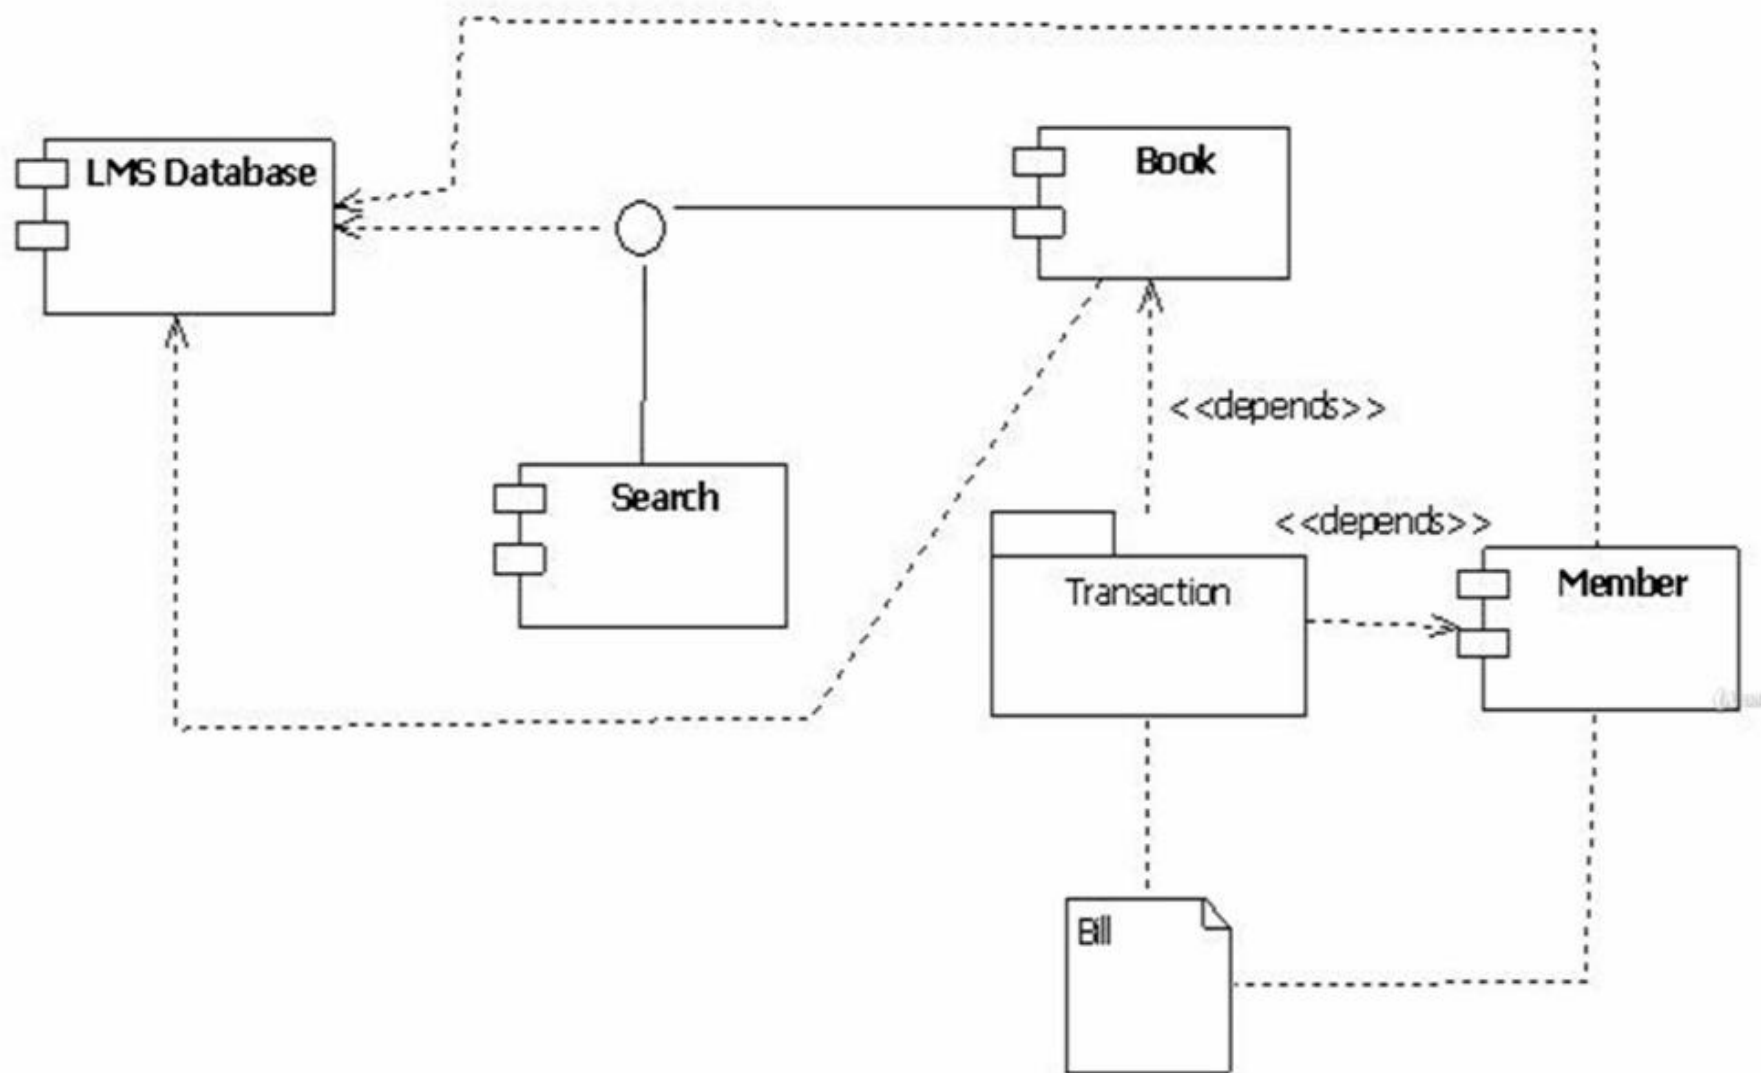 LMS Database
Book
<<depends>>
Search
<<depends>>
Transaction
Member
Bill